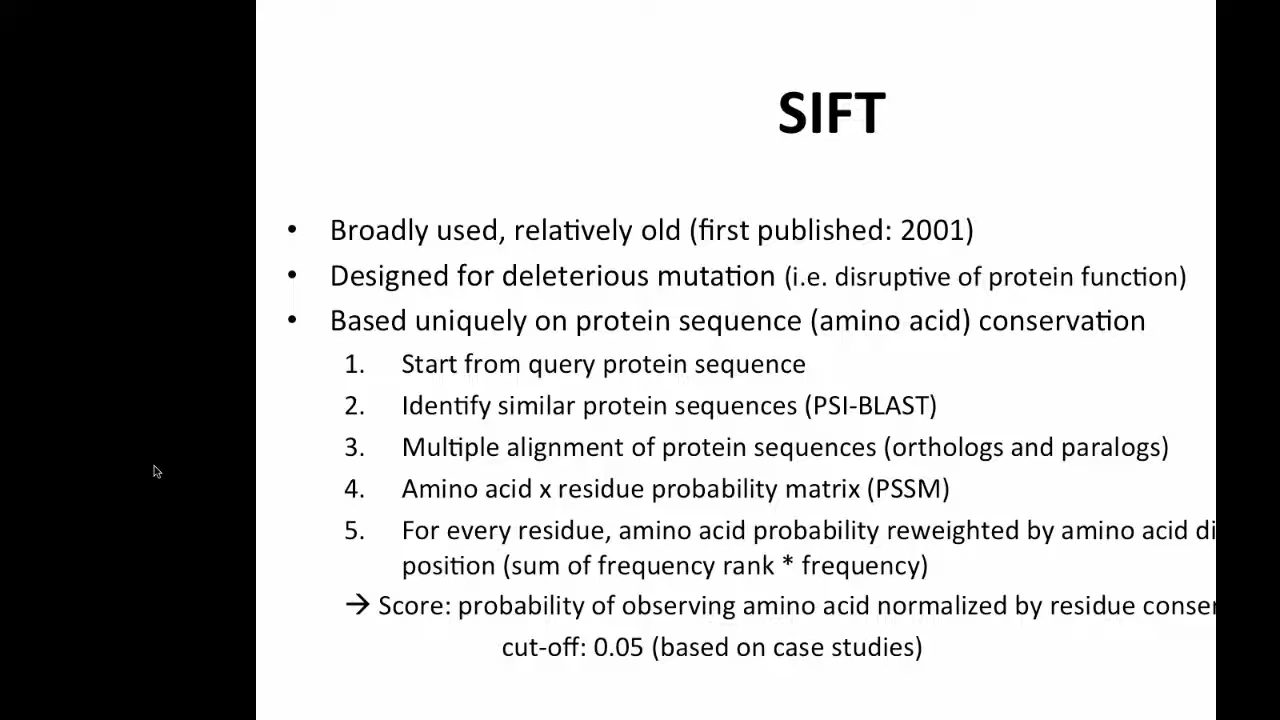 SIFT
• Broadly used, relatively old (first published: 2001)
• Designed for deleterious mutation (i.e. disruptive of protein function)
• Based uniquely on protein sequence (amino acid) conservation
1. Start from query protein sequence
2. Identify similar protein sequences (PSI-BLAST)
3. Multiple alignment of protein sequences (orthologs and paralogs)
4. Amino acid x residue probability matrix (PSSM)
5. For every residue, amino acid probability reweighted by amino acid
position (sum of frequency rank * frequency)
→ Score: probability of observing amino acid normalized by residue
cut-off: 0.05 (based on case studies)